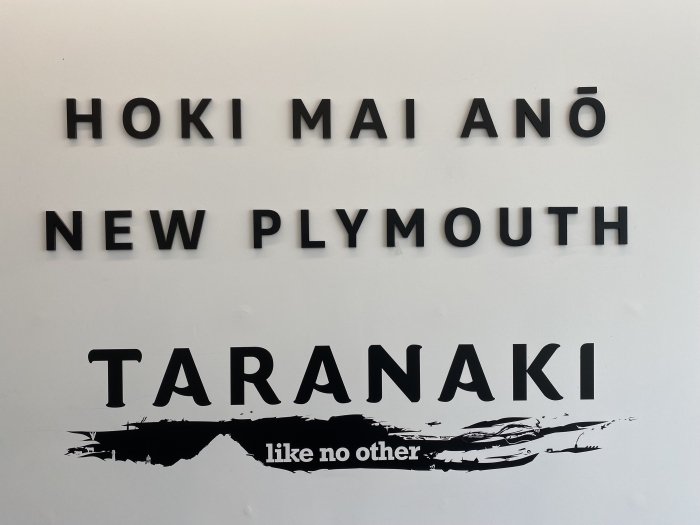 HOKI MAI ANŌ
NEW PLYMOUTH
TARANAKI
like no other